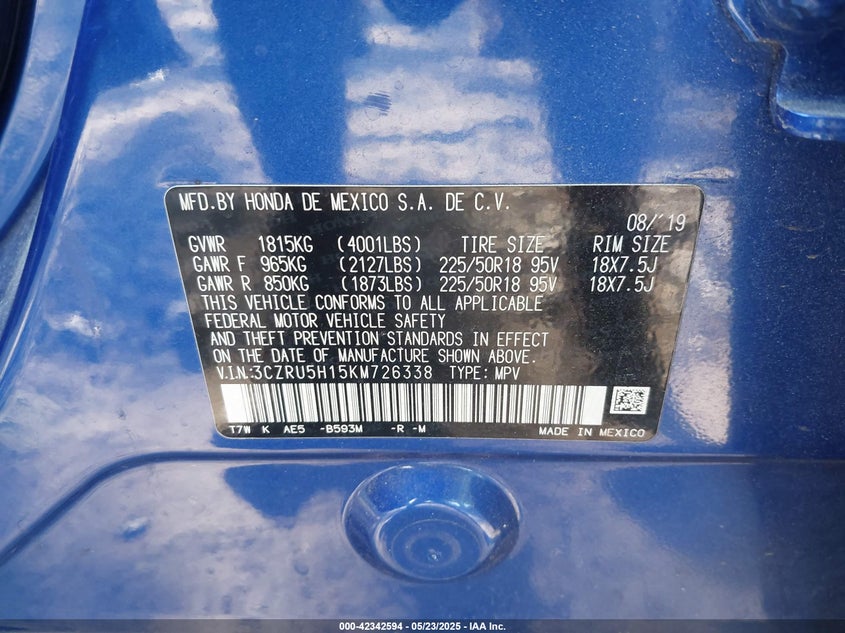 MFD.BY HONDA DE MEXICO S.A. DE C.V.
08/'19
GVWR 1815KG (4001LBS) TIRE SIZE RIM SIZE
GAWR F 965KG (2127LBS) 225/50R18 95V 18X7.5J
GAWR R 850KG (1873LBS) 225/50R18 95V 18X7.5J
THIS VEHICLE CONFORMS TO ALL APPLICABLE
FEDERAL MOTOR VEHICLE SAFETY
AND THEFT PREVENTION STANDARDS IN EFFECT
ON THE DATE OF MANUFACTURE SHOWN ABOVE.
V.I.N.:3CZRU5H15KM726338 TYPE: MPV
T7W K AE5 -B593M -R -M MADE IN MEXICO
000-42342594 - 05/23/2025 - IAA Inc.